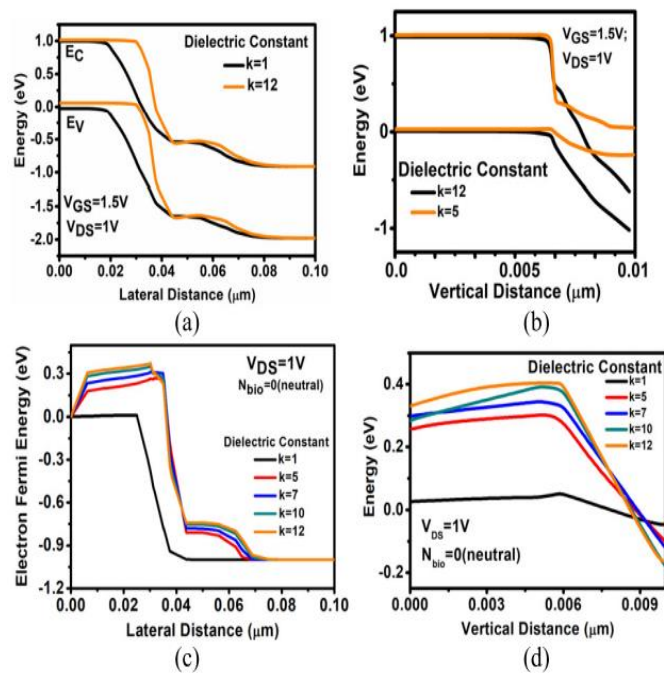 Energy (eV)
1.0
0.0
-1.0
-2.0
E_C
E_V
Dielectric Constant
k=1
k=12
V_GS=1.5V
V_DS=1V
0.00 0.02 0.04 0.06 0.08 0.10
Lateral Distance (μm)
(a)
Energy (eV)
1
0
-1
V_GS=1.5V;
V_DS=1V
Dielectric Constant
k=12
k=5
0.0 0.005 0.01
Vertical Distance (μm)
(b)
Electron Fermi Energy (eV)
0.3
0.0
-0.3
-0.6
-0.9
-1.2
V_DS=1V
N_bio=0(neutral)
Dielectric Constant
k=1
k=5
k=7
k=10
k=12
0.00 0.02 0.04 0.06 0.08 0.10
Lateral Distance (μm)
(c)
Energy (eV)
0.4
0.2
0.0
-0.2
Dielectric Constant
k=1
k=5
k=7
k=10
k=12
V_DS=1V
N_bio=0(neutral)
0.000 0.003 0.006 0.009
Vertical Distance (μm)
(d)